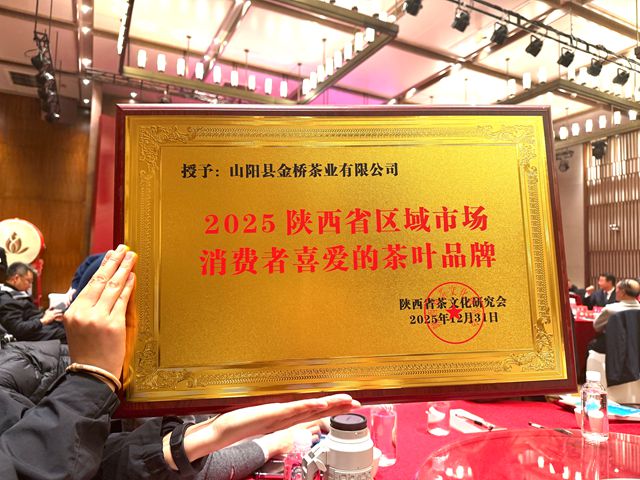 授予：山阳县金桥茶业有限公司
2025 陕西省区域市场
消费者喜爱的茶叶品牌
陕西省茶文化研究会
2025年12月31日